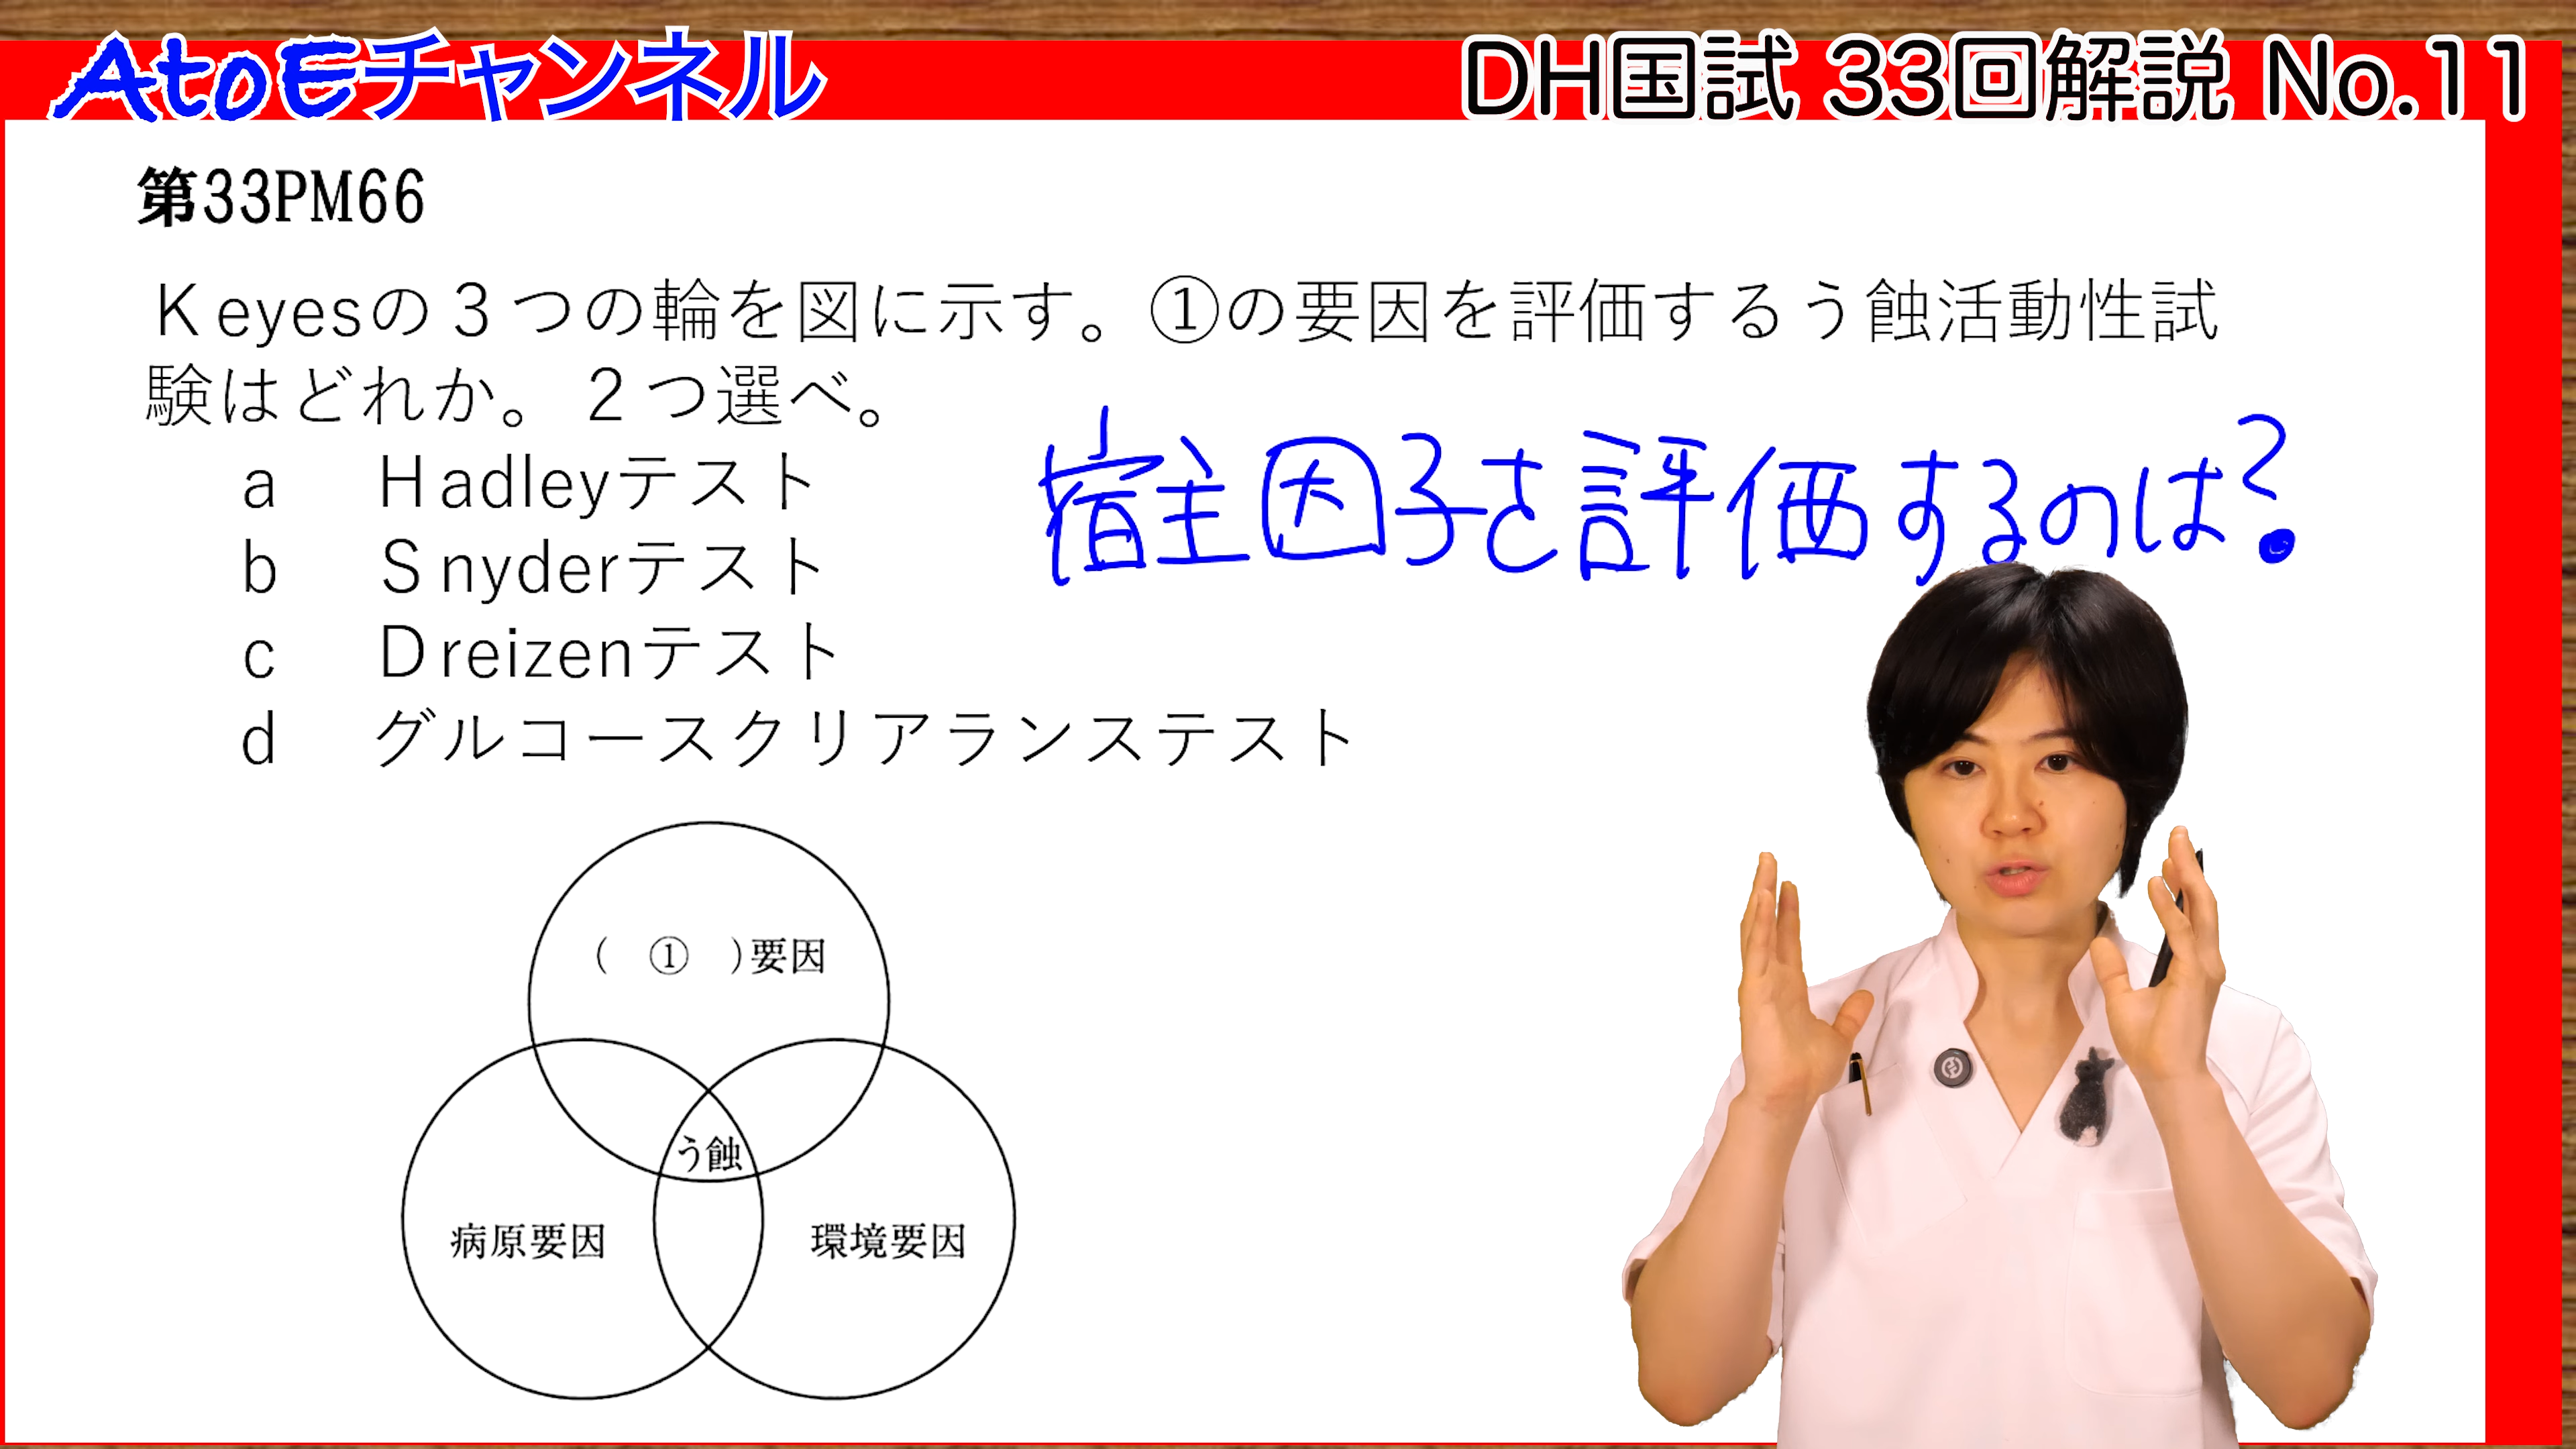 AtoEチャンネル
DH国試 33回解説 No.11
第33PM66
Keyesの3つの輪を図に示す。①の要因を評価するう蝕活動性試
験はどれか。2つ選べ。
a Hadleyテスト
b Snyderテスト
c Dreizenテスト
d グルコースクリアランステスト
宿主因子を評価するのは?
( ① )要因
う蝕
病原要因
環境要因